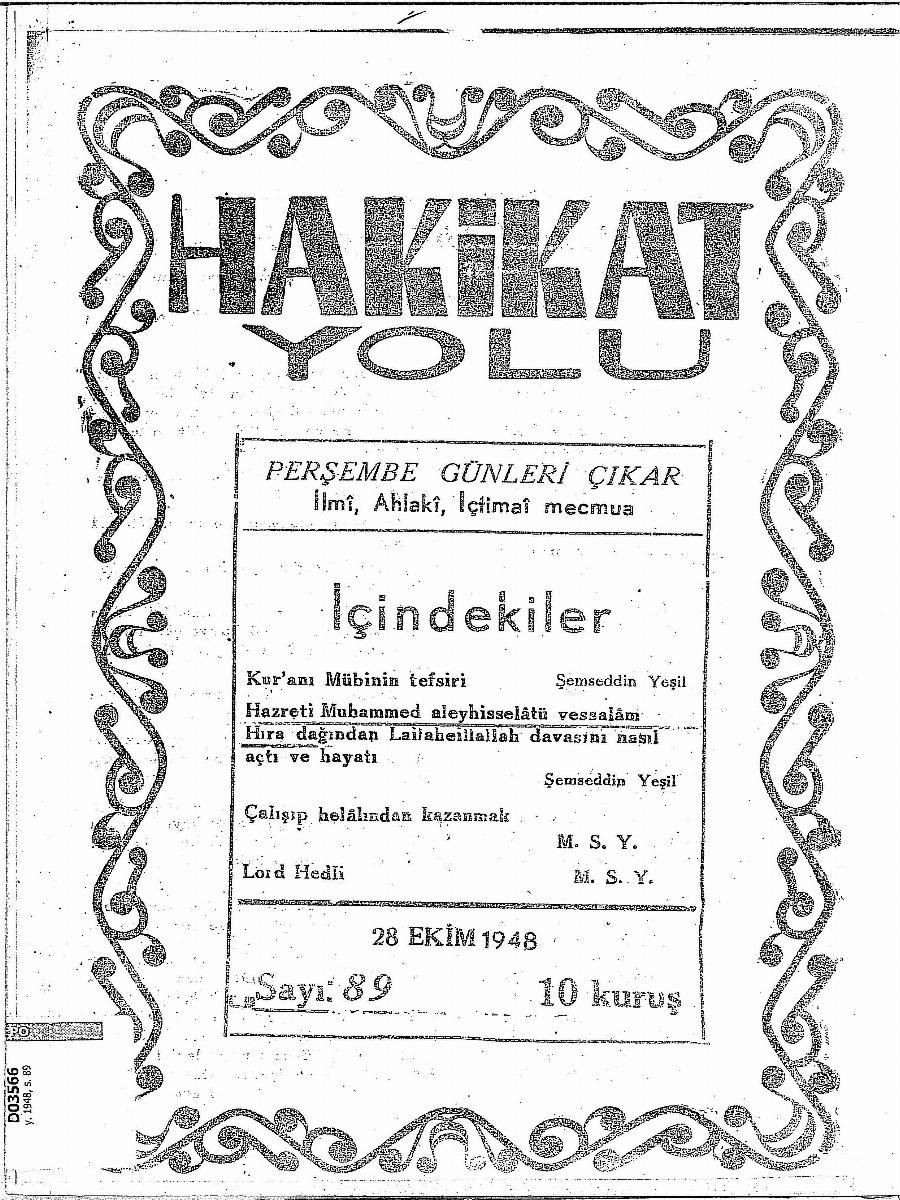 HAKİKAT
YOLU
PERŞEMBE GÜNLERİ ÇIKAR
İlmî, Ahlakî, İçtimaî mecmua
İçindekiler
Kur'anı Mübinin tefsiri Şemseddin Yeşil
Hazreti Muhammed aleyhisselâtü vessalâm
Hıra dağından Lailaheillallah davasını nasıl
açtı ve hayatı
Şemseddin Yeşil
Çalışıp helâlından kazanmak
M. S. Y.
Lord Hedli M. S. Y.
28 EKİM 1948
Sayı: 89 10 kuruş
D03566
y. 1948, s. 89